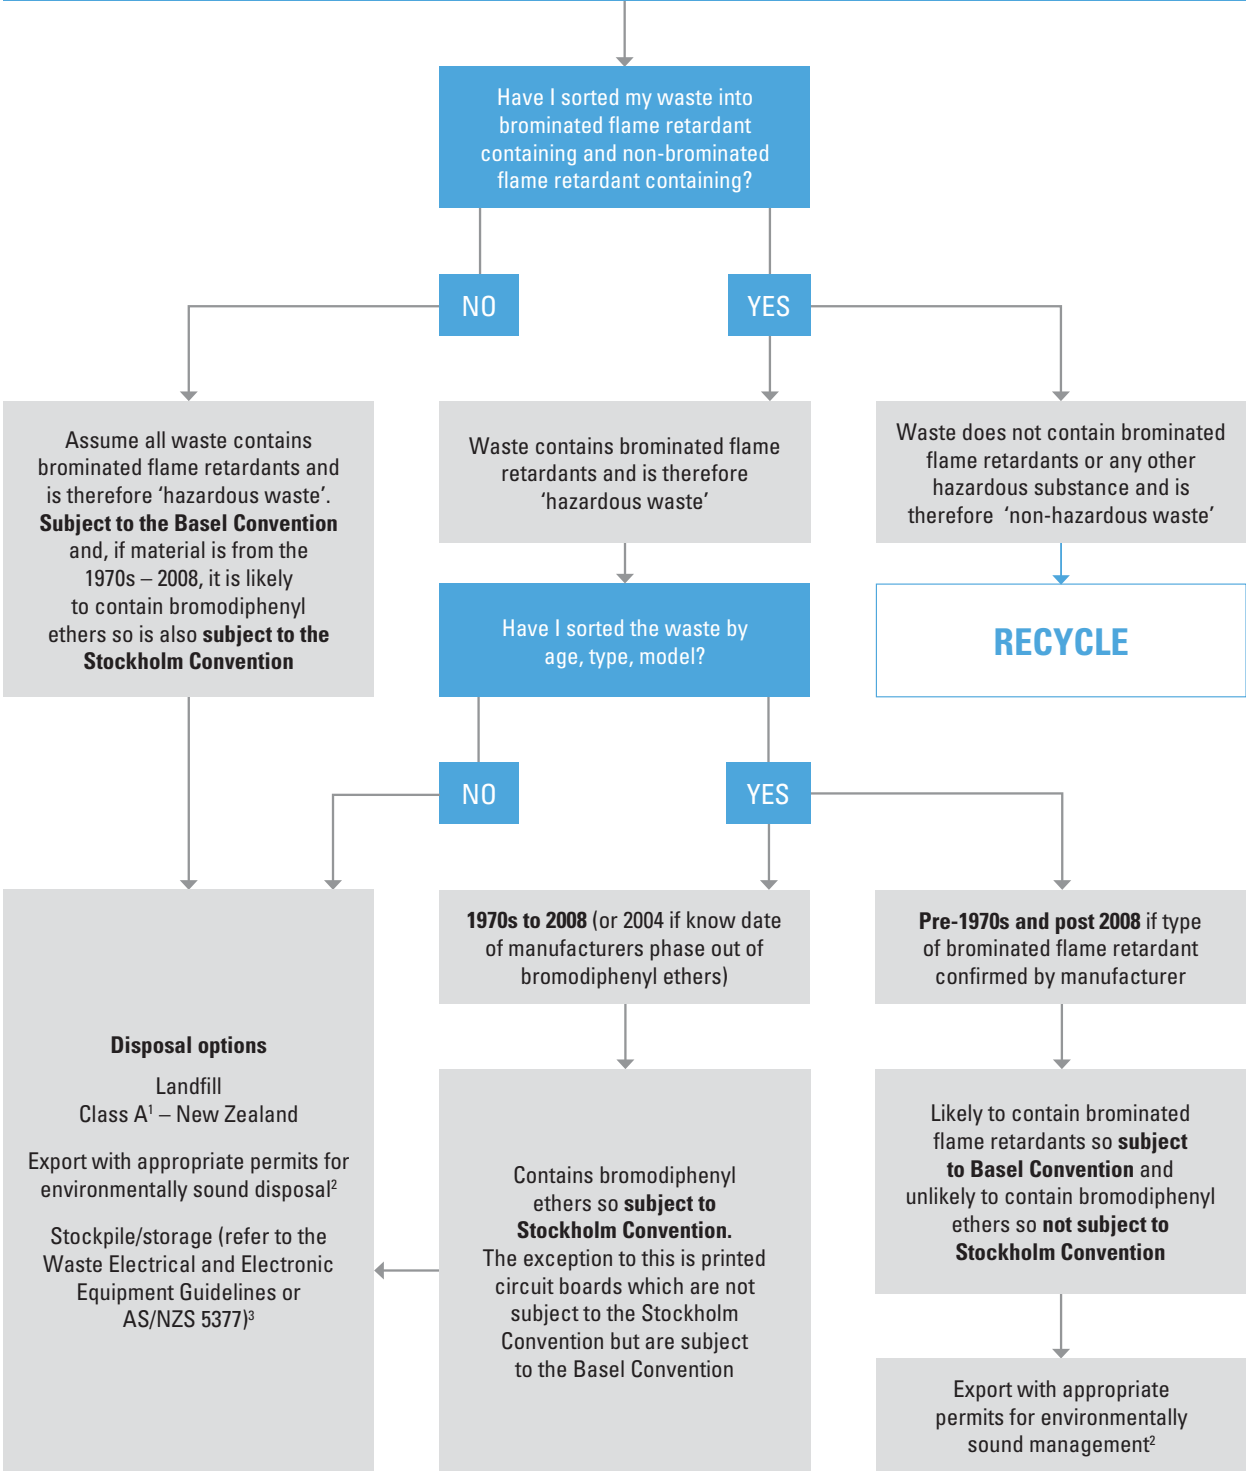 Have I sorted my waste into
brominated flame retardant
containing and non-brominated
flame retardant containing?
NO
YES
Assume all waste contains
brominated flame retardants and
is therefore ‘hazardous waste’.
Subject to the Basel Convention
and, if material is from the
1970s – 2008, it is likely
to contain bromodiphenyl
ethers so is also subject to the
Stockholm Convention
Waste contains brominated flame
retardants and is therefore
‘hazardous waste’
Waste does not contain brominated
flame retardants or any other
hazardous substance and is
therefore ‘non-hazardous waste’
Have I sorted the waste by
age, type, model?
RECYCLE
NO
YES
Disposal options
Landfill
Class A¹ – New Zealand
Export with appropriate permits for
environmentally sound disposal²
Stockpile/storage (refer to the
Waste Electrical and Electronic
Equipment Guidelines or
AS/NZS 5377)³
1970s to 2008 (or 2004 if know date
of manufacturers phase out of
bromodiphenyl ethers)
Pre-1970s and post 2008 if type
of brominated flame retardant
confirmed by manufacturer
Contains bromodiphenyl
ethers so subject to
Stockholm Convention.
The exception to this is printed
circuit boards which are not
subject to the Stockholm
Convention but are subject
to the Basel Convention
Likely to contain brominated
flame retardants so subject
to Basel Convention and
unlikely to contain bromodiphenyl
ethers so not subject to
Stockholm Convention
Export with appropriate
permits for environmentally
sound management²